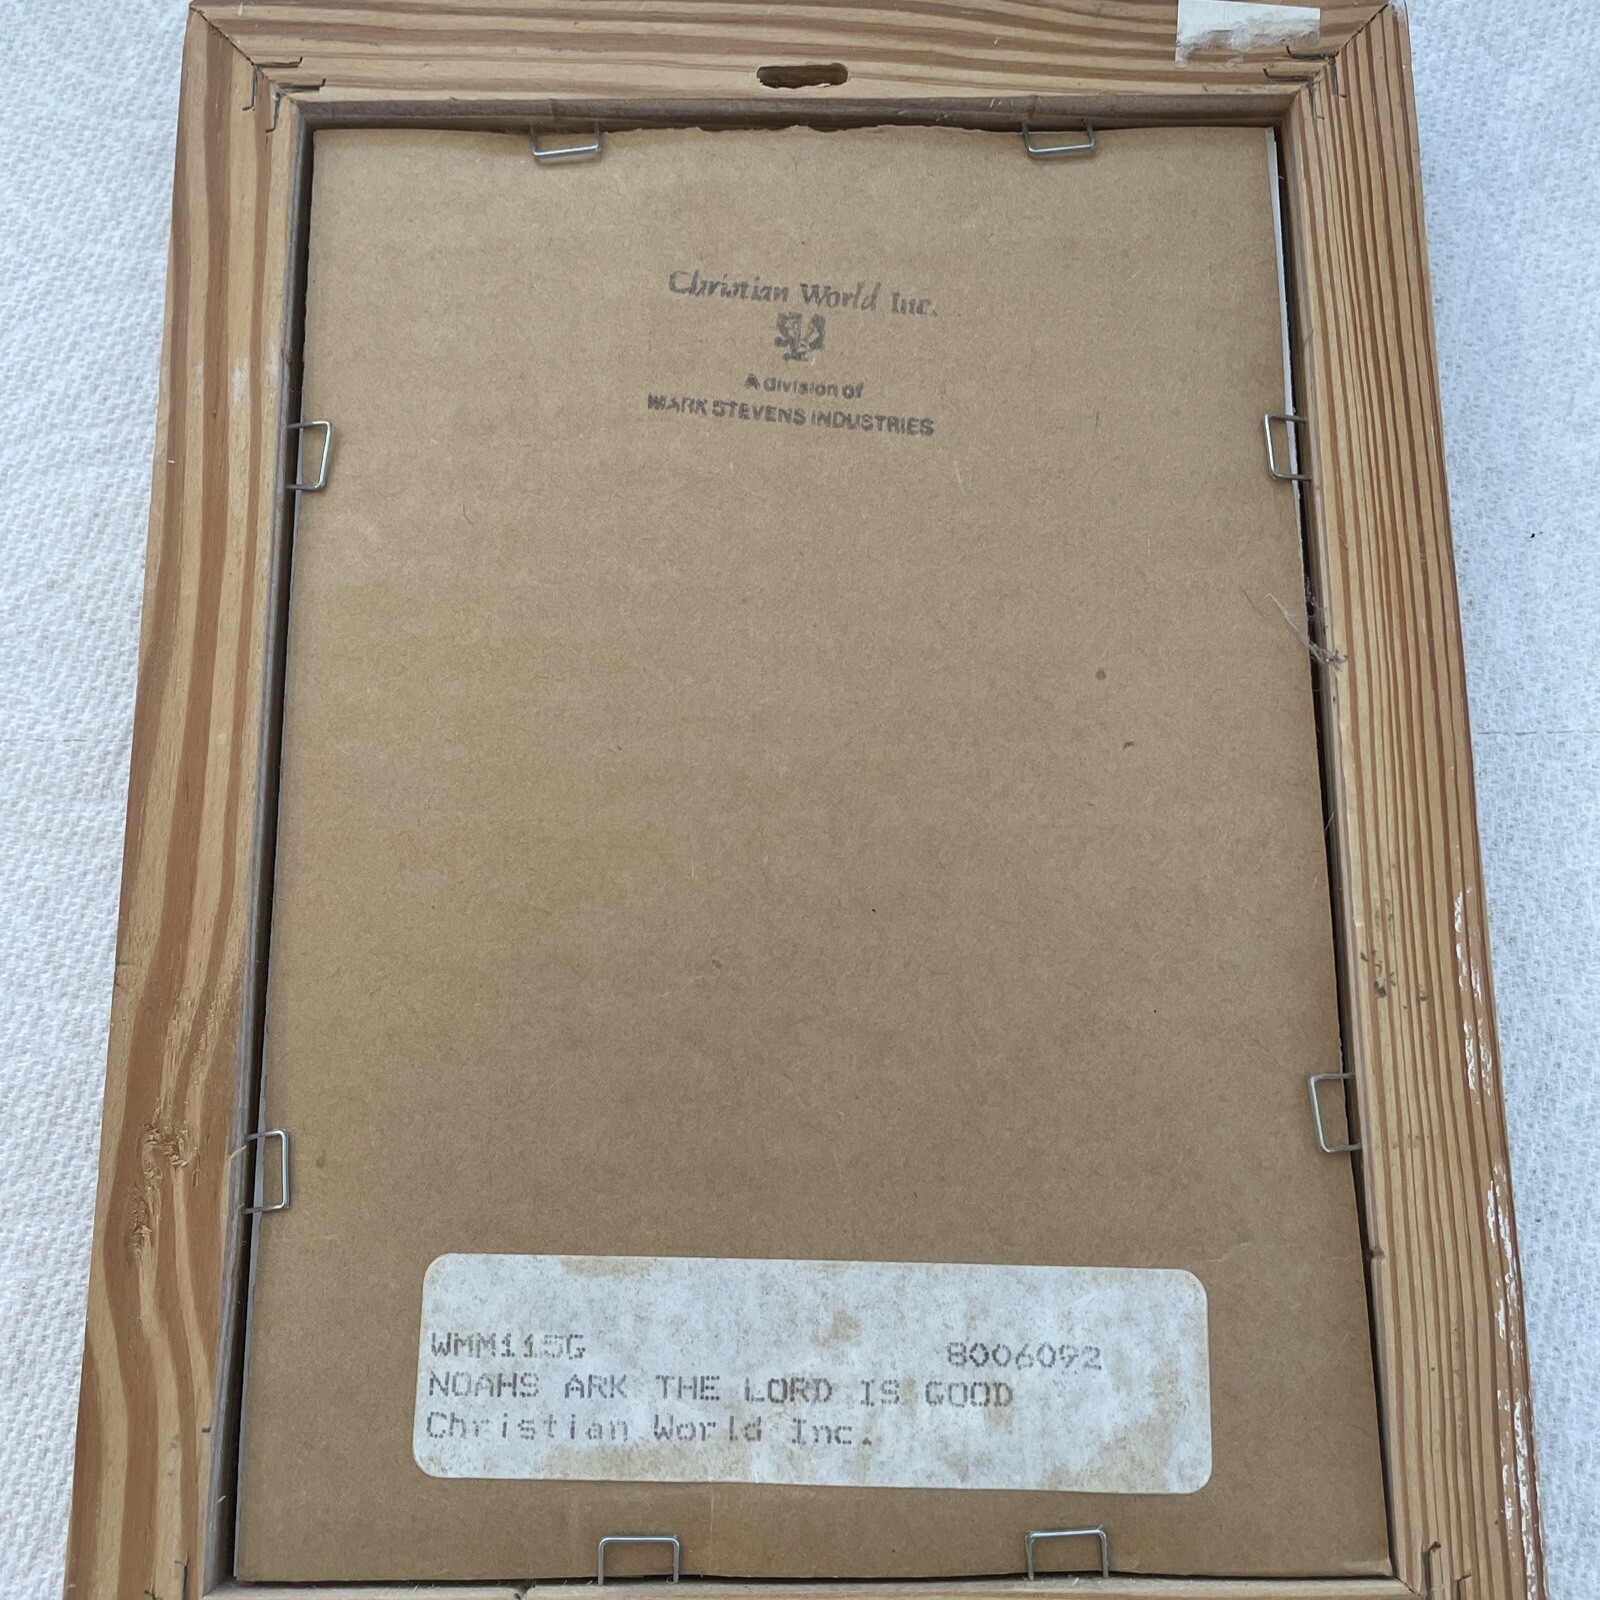 Christian World Inc.
A division of
MARK STEVENS INDUSTRIES
WMM115G 8006092
NOAHS ARK THE LORD IS GOOD
Christian World Inc.